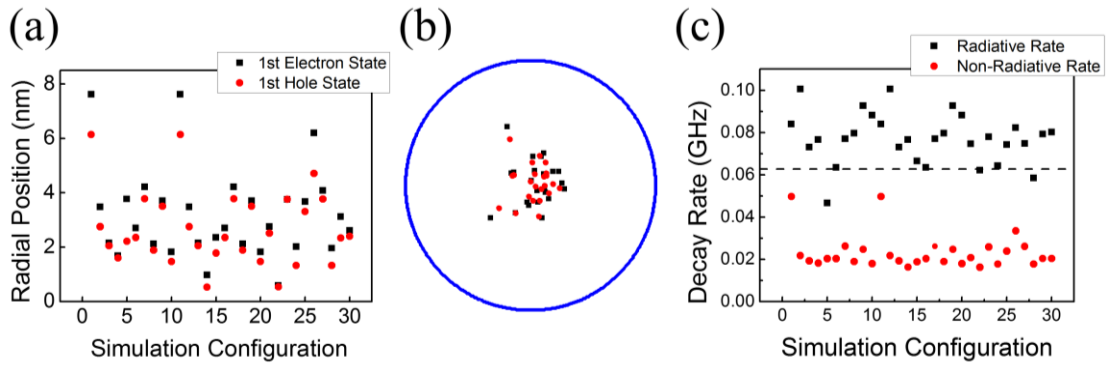 (a)
1st Electron State
1st Hole State
Radial Position (nm)
8
6
4
2
0
0 5 10 15 20 25 30
Simulation Configuration
(b)
(c)
Radiative Rate
Non-Radiative Rate
Decay Rate (GHz)
0.10
0.08
0.06
0.04
0.02
0.00
0 5 10 15 20 25 30
Simulation Configuration